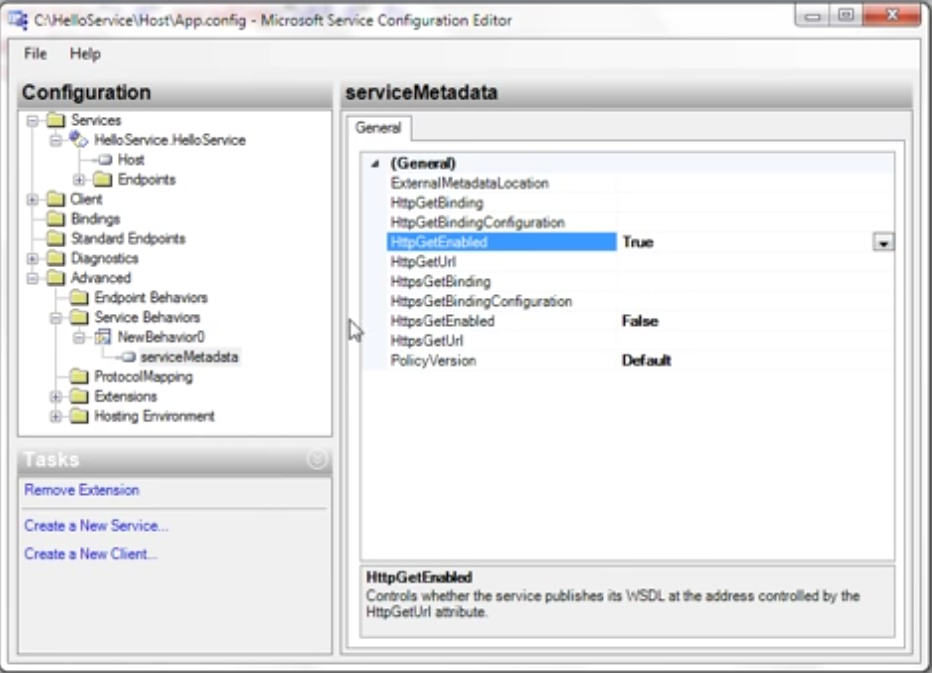 C:\HelloService\Host\App.config - Microsoft Service Configuration Editor
File Help
Configuration
Services
HelloService.HelloService
Host
Endpoints
Client
Bindings
Standard Endpoints
Diagnostics
Advanced
Endpoint Behaviors
Service Behaviors
NewBehavior0
serviceMetadata
ProtocolMapping
Extensions
Hosting Environment
Tasks
Remove Extension
Create a New Service...
Create a New Client...
serviceMetadata
General
(General)
ExternalMetadataLocation
HttpGetBinding
HttpGetBindingConfiguration
HttpGetEnabled True
HttpGetUrl
HttpsGetBinding
HttpsGetBindingConfiguration
HttpsGetEnabled False
HttpsGetUrl
PolicyVersion Default
HttpGetEnabled
Controls whether the service publishes its WSDL at the address controlled by the
HttpGetUrl attribute.